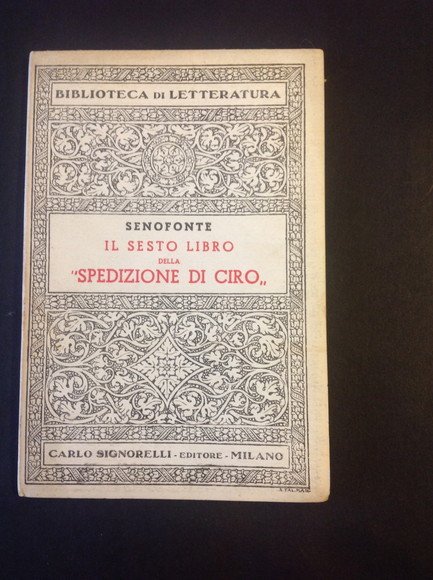 BIBLIOTECA DI LETTERATURA
SENOFONTE
IL SESTO LIBRO
DELLA
"SPEDIZIONE DI CIRO„
CARLO SIGNORELLI - EDITORE - MILANO